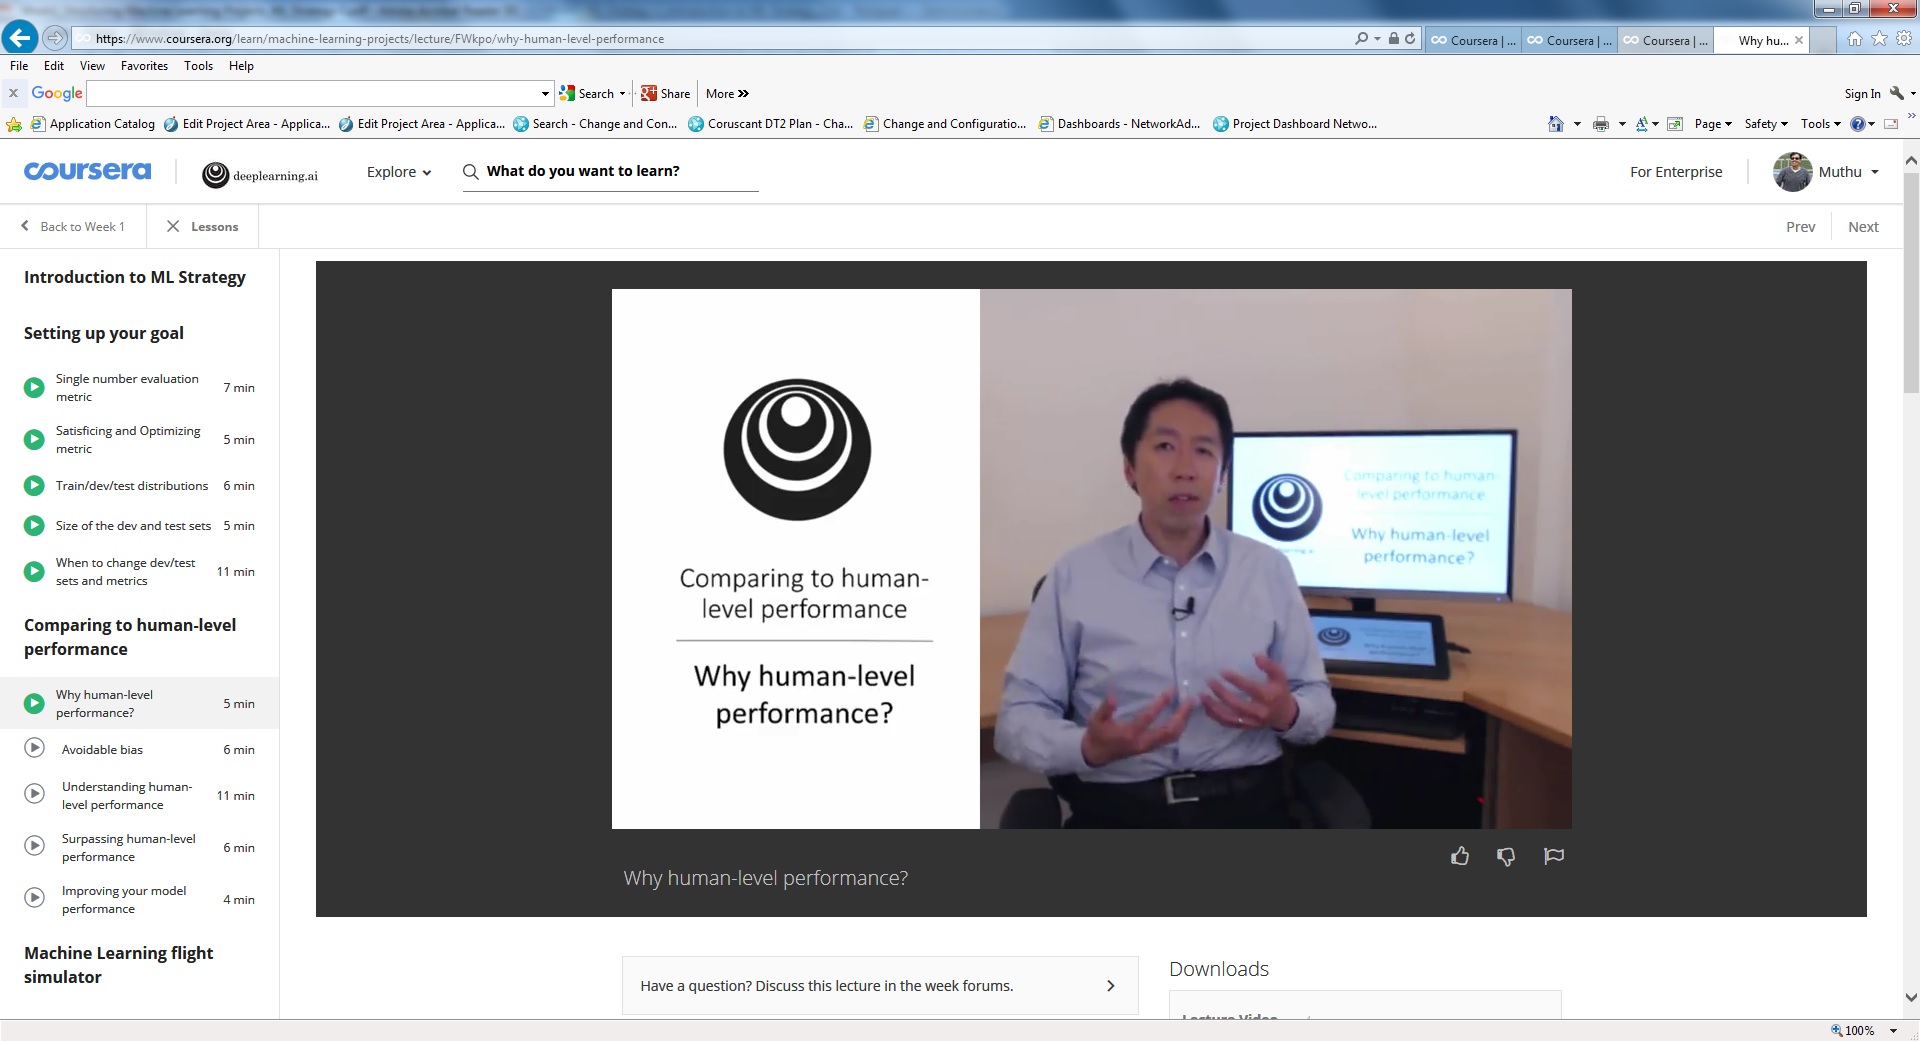 https://www.coursera.org/learn/machine-learning-projects/lecture/FWkpo/why-human-level-performance
Coursera | ...
Coursera | ...
Coursera | ...
Why hu...
File Edit View Favorites Tools Help
x Google Search Share More »
Sign In
Application Catalog
Edit Project Area - Applica...
Edit Project Area - Applica...
Search - Change and Con...
Coruscant DT2 Plan - Cha...
Change and Configuratio...
Dashboards - NetworkAd...
Project Dashboard Netwo...
Page Safety Tools
coursera
deeplearning.ai
Explore
What do you want to learn?
For Enterprise
Muthu
Back to Week 1
Lessons
Prev
Next
Introduction to ML Strategy
Setting up your goal
Single number evaluation
metric
7 min
Satisficing and Optimizing
metric
5 min
Train/dev/test distributions 6 min
Size of the dev and test sets 5 min
When to change dev/test
sets and metrics
11 min
Comparing to human-level
performance
Why human-level
performance?
5 min
Avoidable bias 6 min
Understanding human-
level performance
11 min
Surpassing human-level
performance
6 min
Improving your model
performance
4 min
Machine Learning flight
simulator
Comparing to human-
level performance
Why human-level
performance?
Comparing to human-
level performance
Why human-level
performance?
Why human-level performance?
Have a question? Discuss this lecture in the week forums.
Downloads
Lecture Video
100%